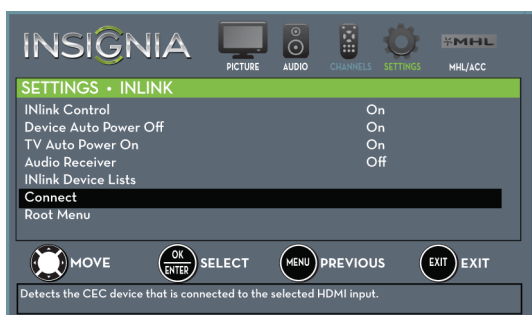 INSIGNIA
PICTURE AUDIO CHANNELS SETTINGS MHL MHL/ACC
SETTINGS • INLINK
INlink Control On
Device Auto Power Off On
TV Auto Power On On
Audio Receiver Off
INlink Device Lists
Connect
Root Menu
MOVE OK ENTER SELECT MENU PREVIOUS EXIT EXIT
Detects the CEC device that is connected to the selected HDMI input.